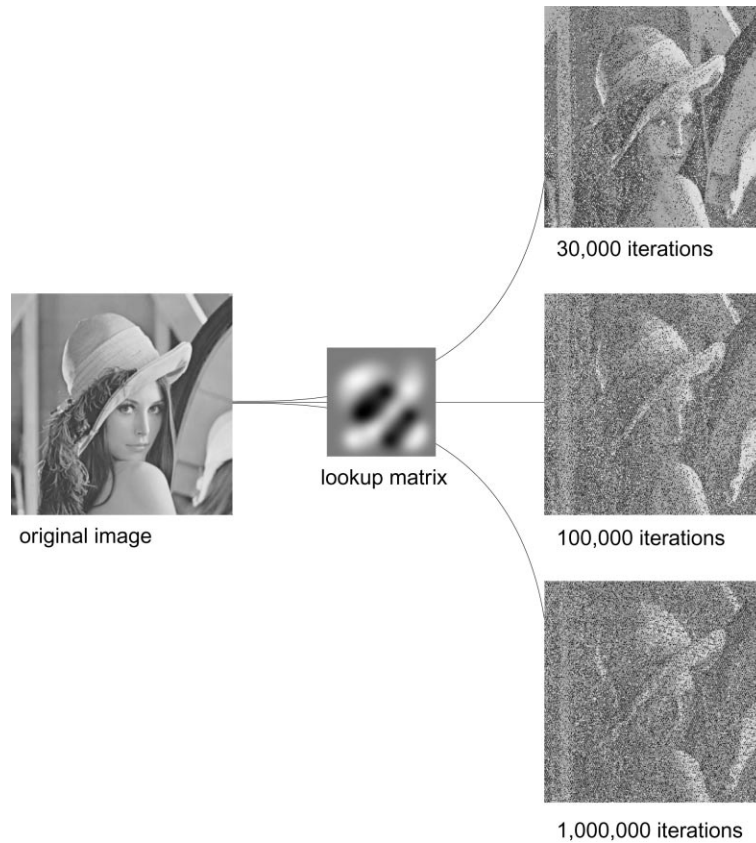 30,000 iterations
original image
lookup matrix
100,000 iterations
1,000,000 iterations